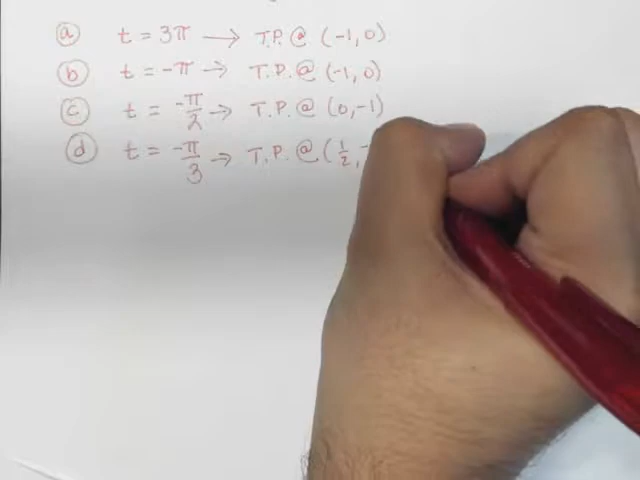 (a) t = 3π → T.P. @ (-1, 0)
(b) t = -π → T.P. @ (-1, 0)
(c) t = -π/2 → T.P. @ (0, -1)
(d) t = -π/3 → T.P. @ (1/2, -